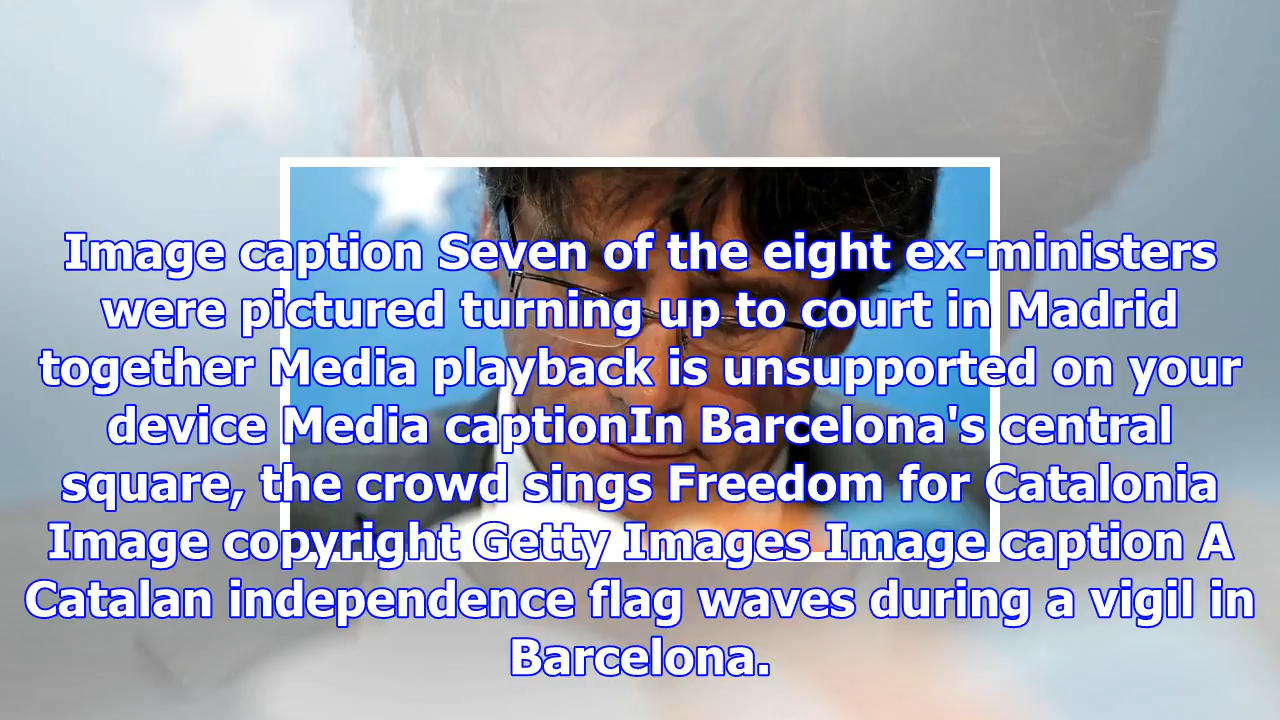 Image caption Seven of the eight ex-ministers
were pictured turning up to court in Madrid
together Media playback is unsupported on your
device Media captionIn Barcelona's central
square, the crowd sings Freedom for Catalonia
Image copyright Getty Images Image caption A
Catalan independence flag waves during a vigil in
Barcelona.